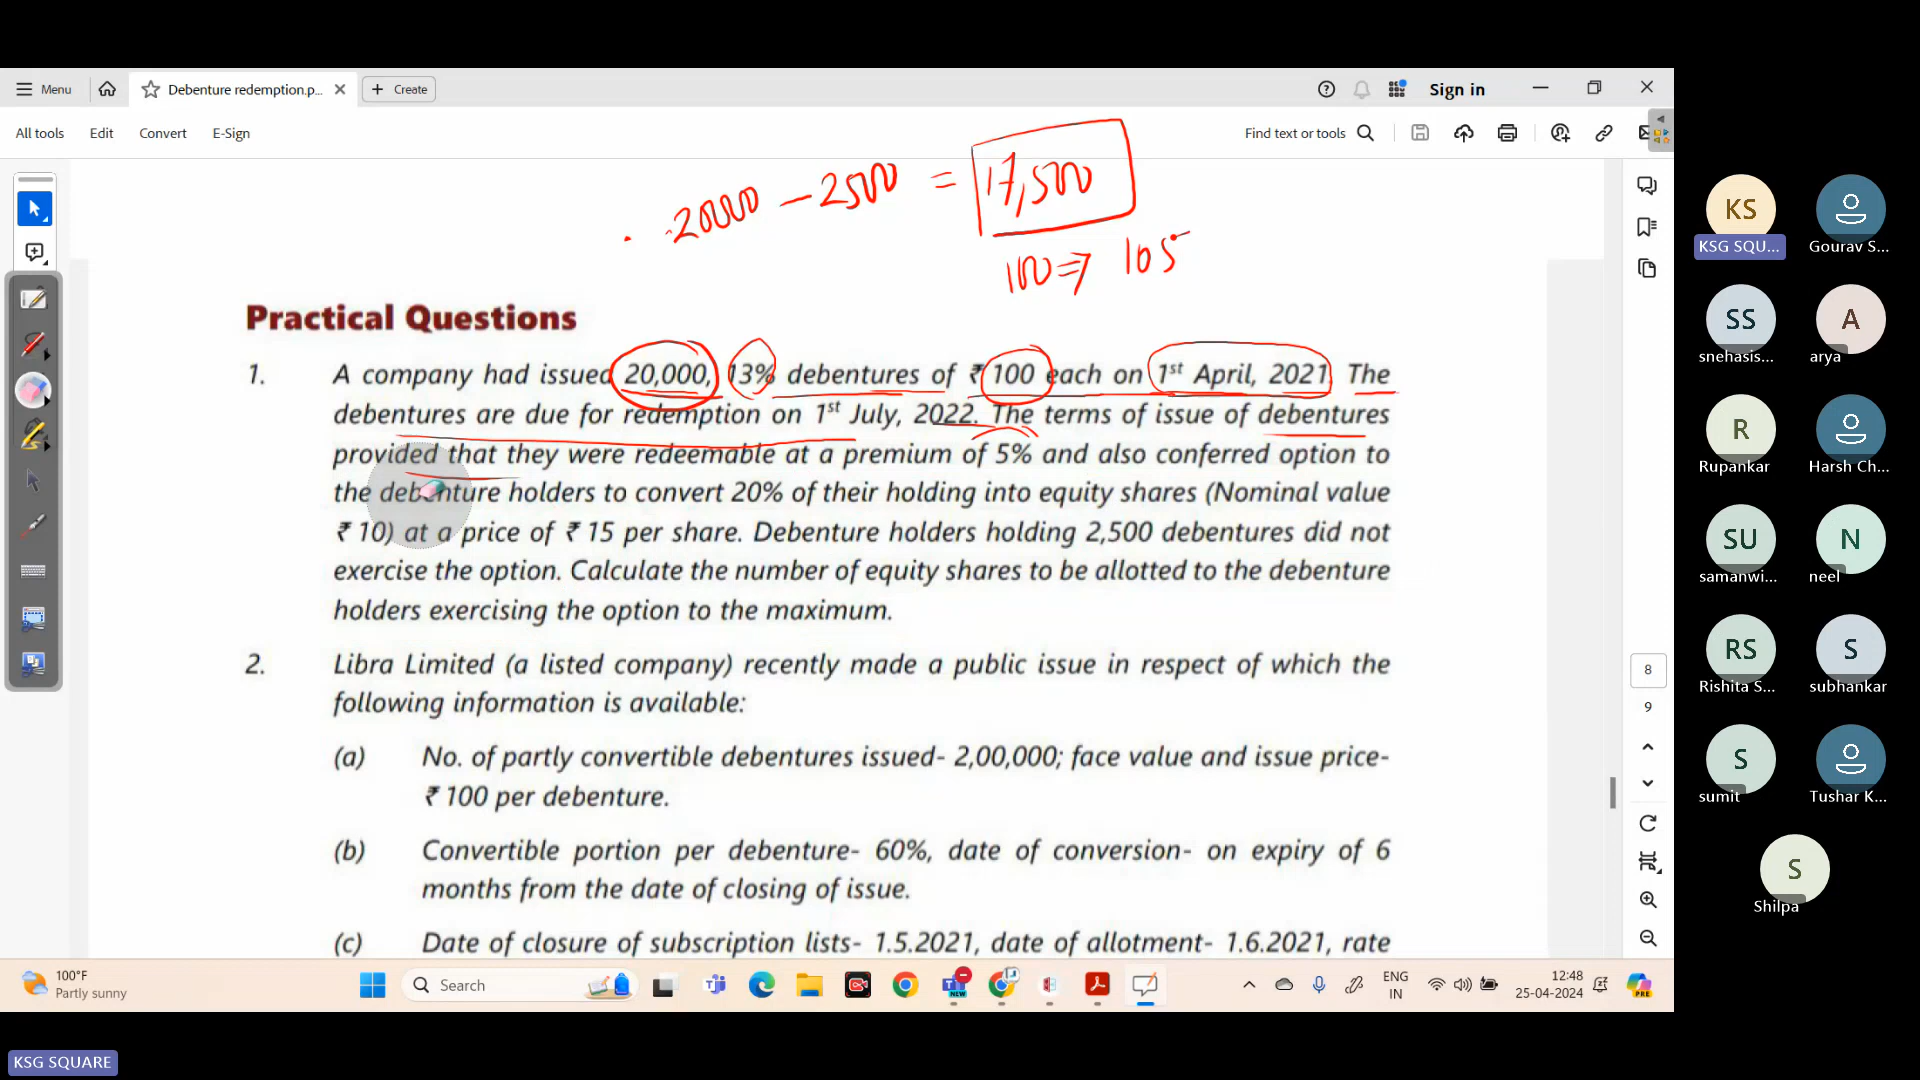 Menu
Debenture redemption.p...
Create
Sign in
All tools
Edit
Convert
E-Sign
Find text or tools
20000 - 2500 = 17,500
100 ⇒ 105
Practical Questions
1. A company had issued 20,000, 13% debentures of ₹ 100 each on 1st April, 2021. The
debentures are due for redemption on 1st July, 2022. The terms of issue of debentures
provided that they were redeemable at a premium of 5% and also conferred option to
the debenture holders to convert 20% of their holding into equity shares (Nominal value
₹ 10) at a price of ₹ 15 per share. Debenture holders holding 2,500 debentures did not
exercise the option. Calculate the number of equity shares to be allotted to the debenture
holders exercising the option to the maximum.
2. Libra Limited (a listed company) recently made a public issue in respect of which the
following information is available:
(a) No. of partly convertible debentures issued- 2,00,000; face value and issue price-
₹ 100 per debenture.
(b) Convertible portion per debenture- 60%, date of conversion- on expiry of 6
months from the date of closing of issue.
(c) Date of closure of subscription lists- 1.5.2021, date of allotment- 1.6.2021, rate
8
9
KS
KSG SQU...
Gourav S...
SS
snehasis...
A
arya
R
Rupankar
Harsh Ch...
SU
samanwi...
N
neel
RS
Rishita S...
S
subhankar
S
sumit
Tushar K...
S
Shilpa
100°F
Partly sunny
Search
NEW
ENG
IN
12:48
25-04-2024
PRE
KSG SQUARE